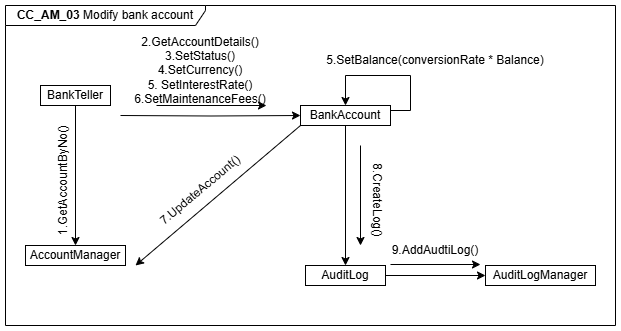 CC_AM_03 Modify bank account
2.GetAccountDetails()
3.SetStatus()
4.SetCurrency()
5. SetInterestRate()
6.SetMaintenanceFees()
5.SetBalance(conversionRate * Balance)
BankTeller
BankAccount
1.GetAccountByNo()
7.UpdateAccount()
8.CreateLog()
AccountManager
9.AddAudtiLog()
AuditLog
AuditLogManager